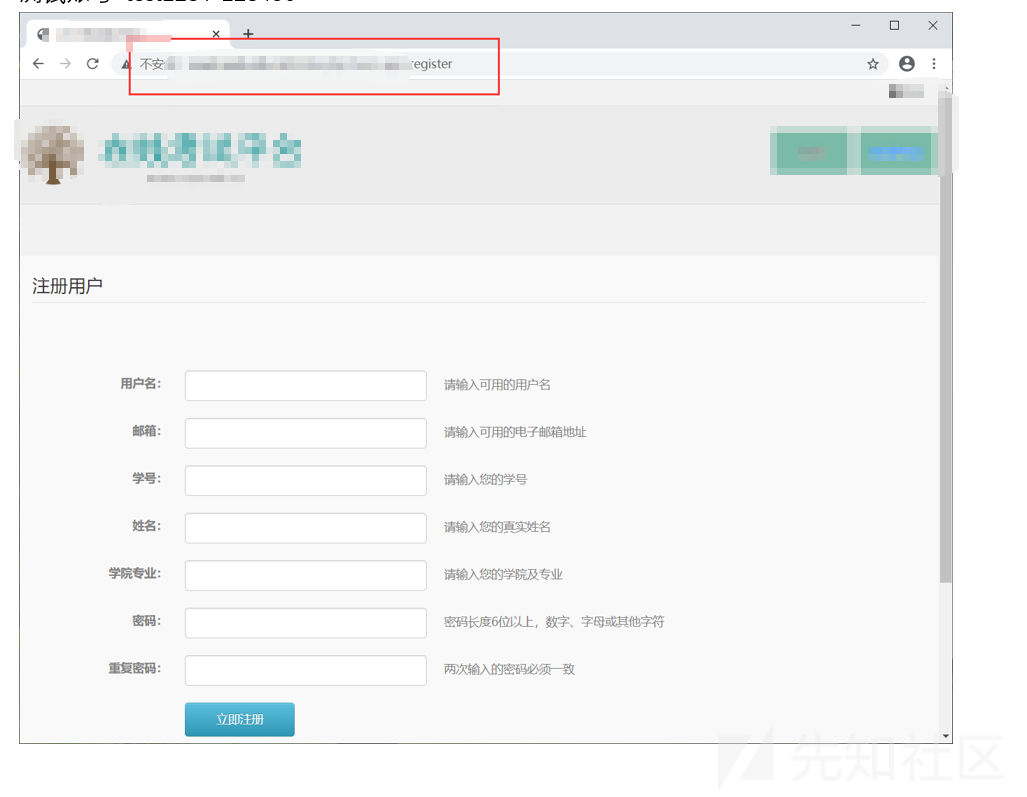 不安
register
注册用户
用户名： 请输入可用的用户名
邮箱： 请输入可用的电子邮箱地址
学号： 请输入您的学号
姓名： 请输入您的真实姓名
学院专业： 请输入您的学院及专业
密码： 密码长度6位以上，数字、字母或其他字符
重复密码： 两次输入的密码必须一致
立即注册
先知社区